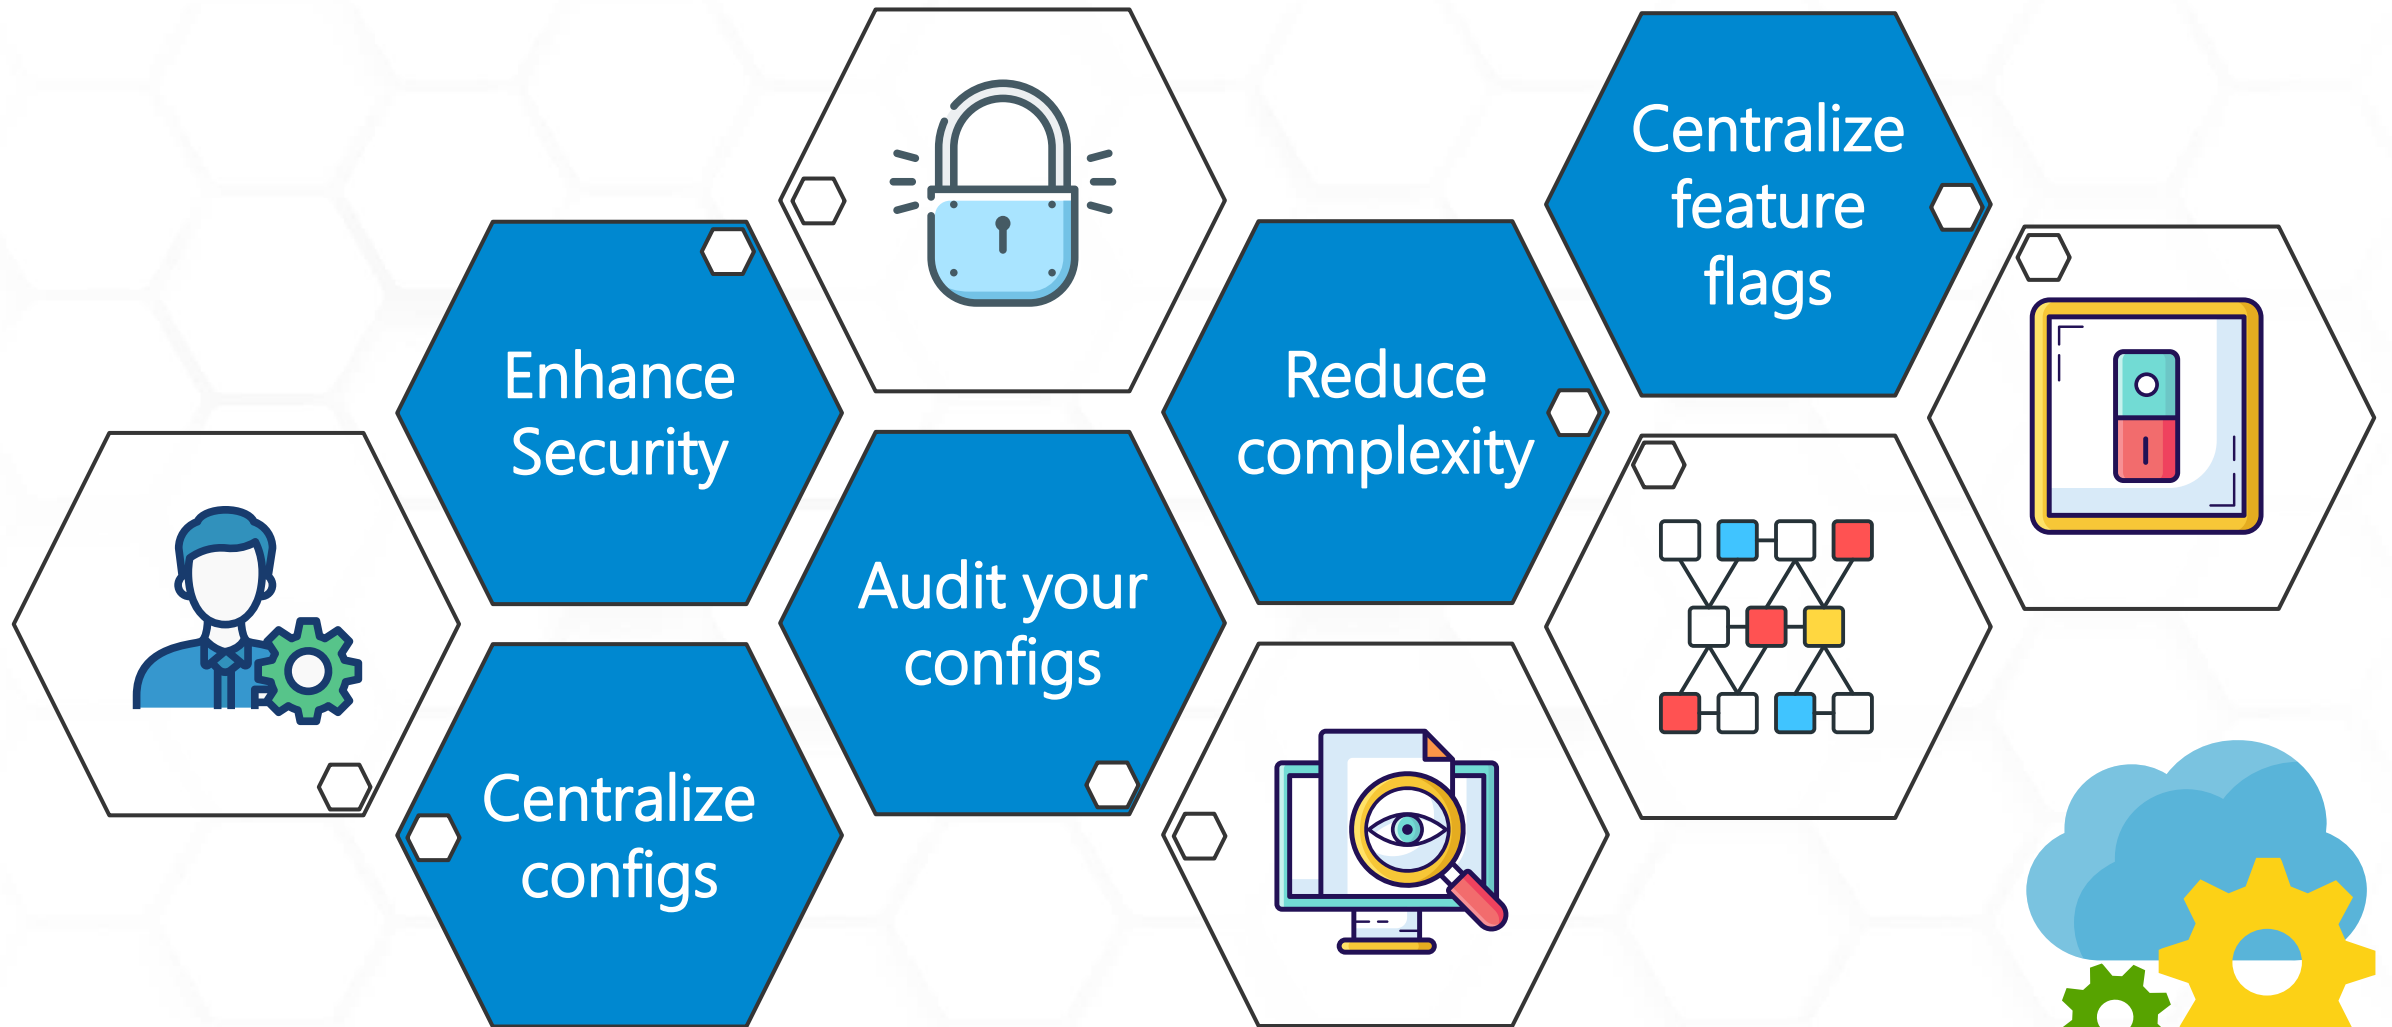 Enhance
Security
Centralize
configs
Audit your
configs
Reduce
complexity
Centralize
feature
flags